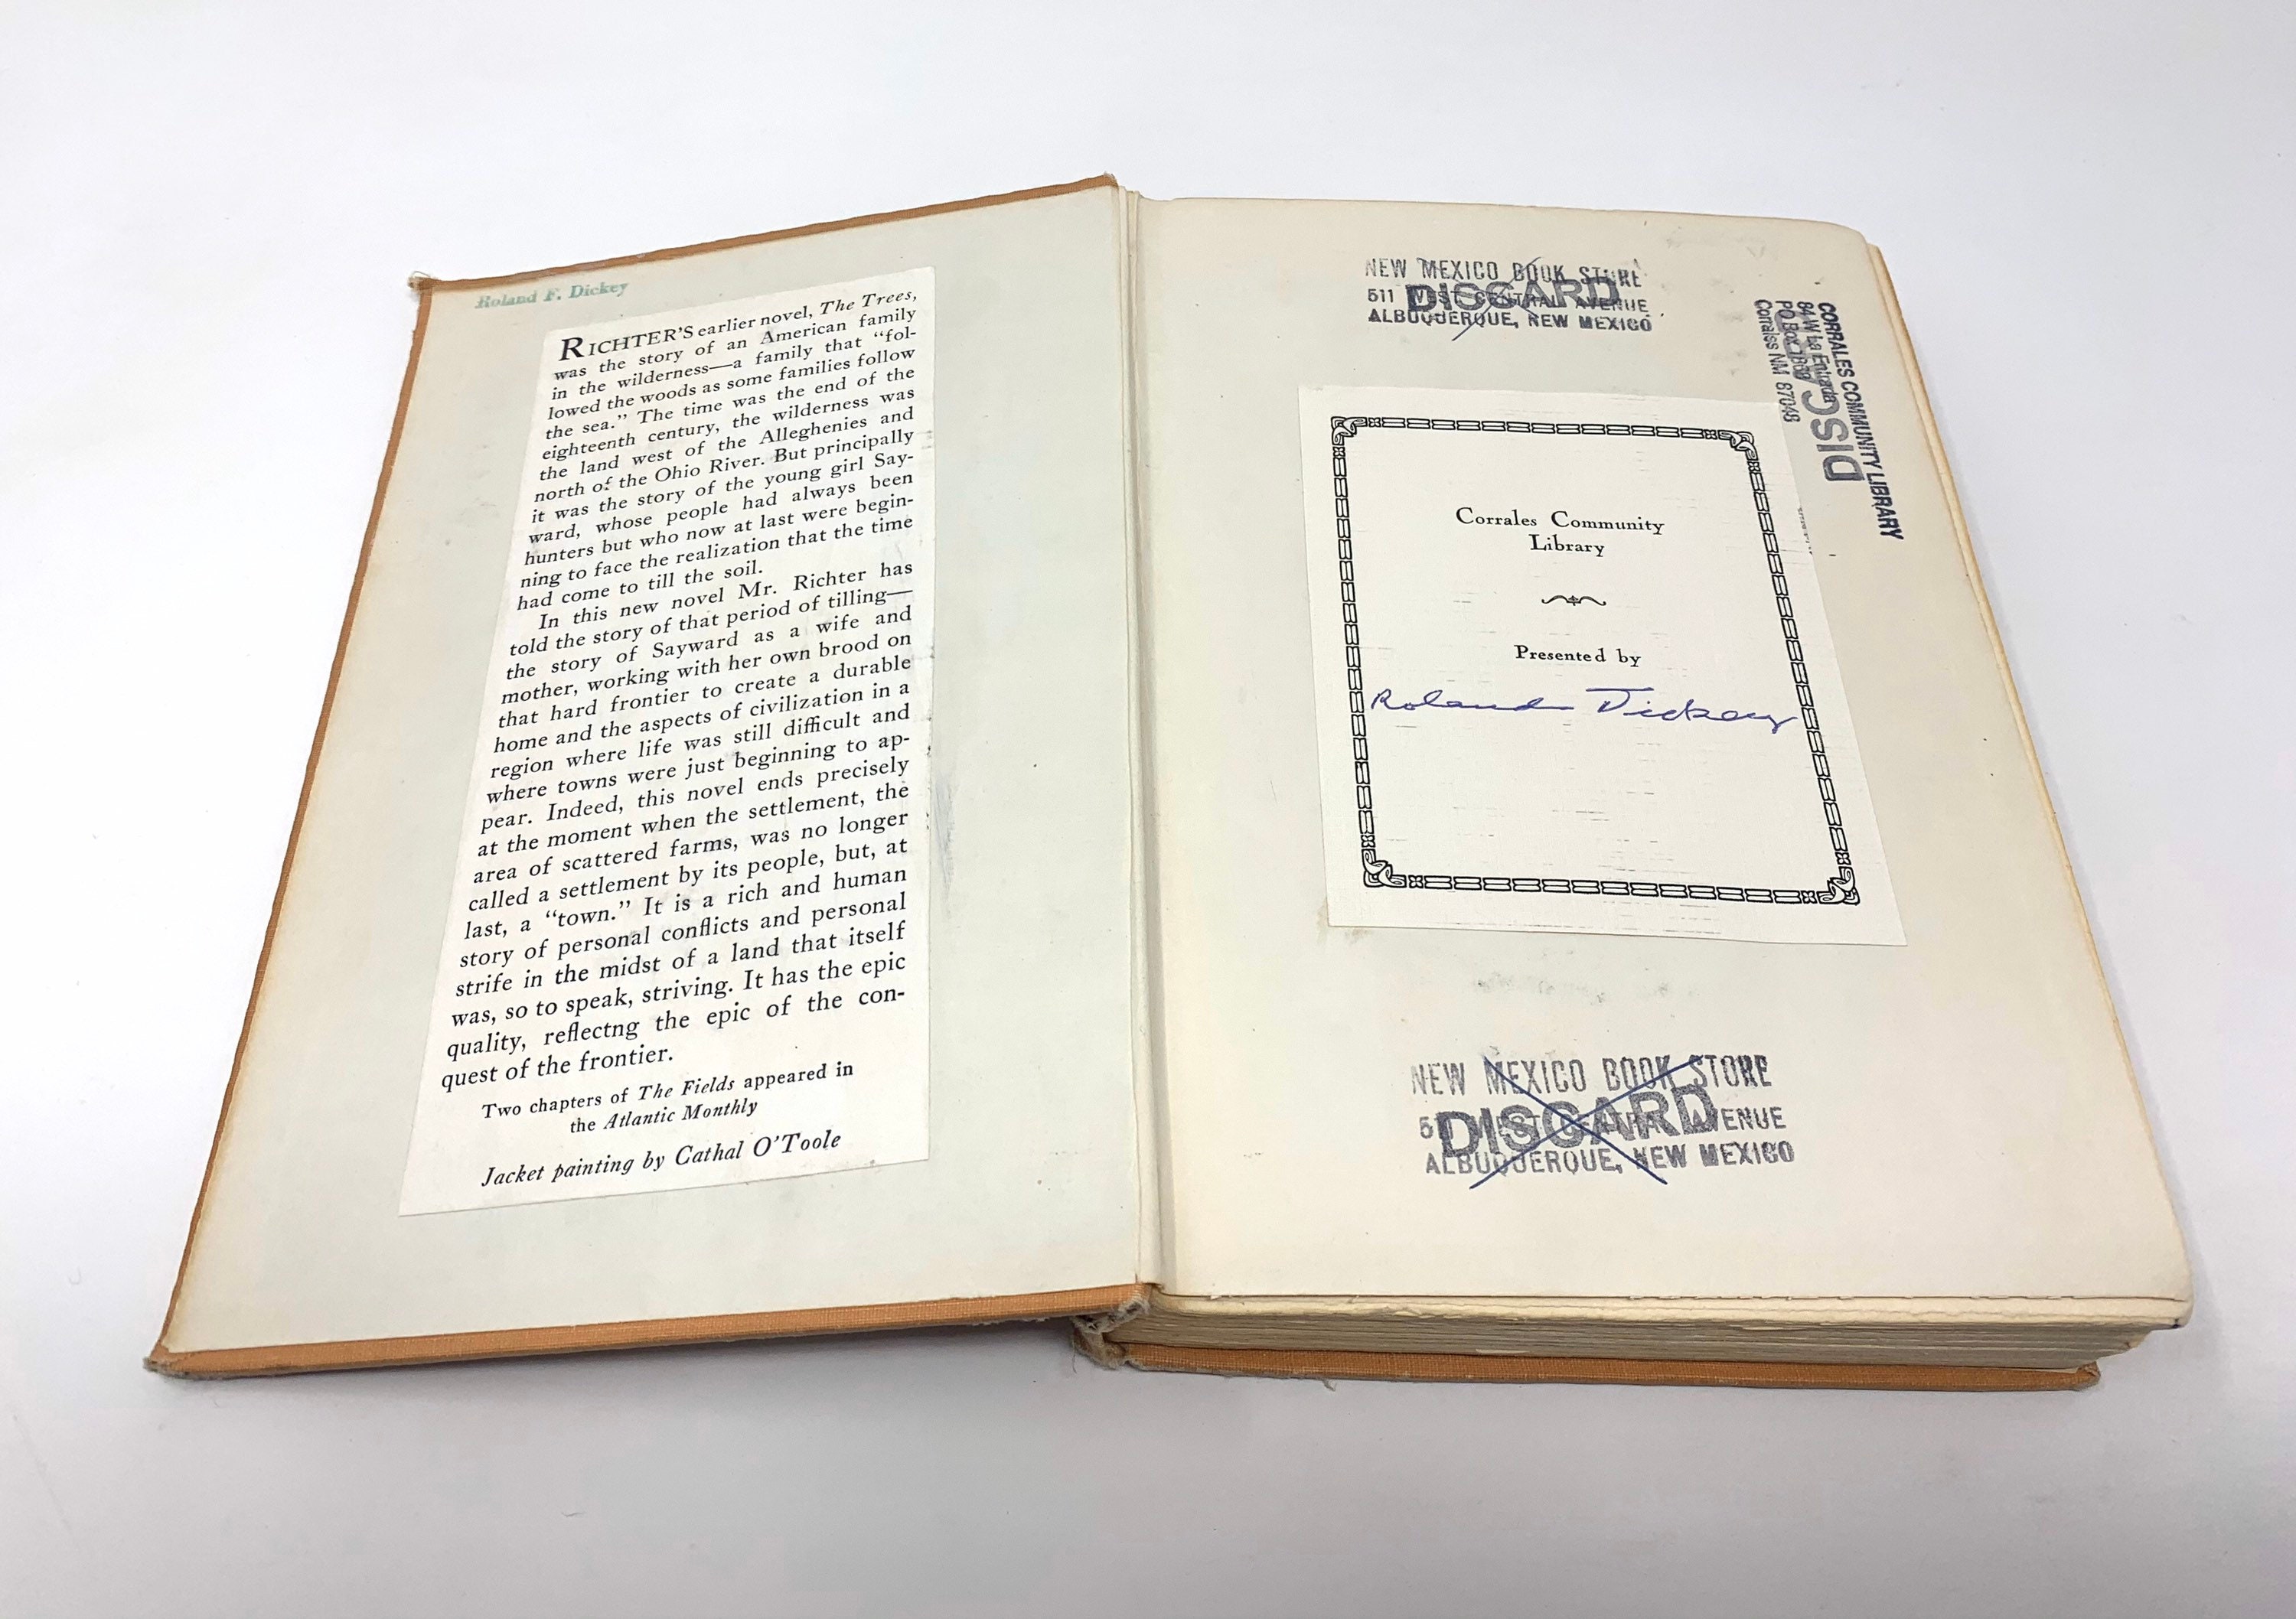 Roland F. Dickey
RICHTER'S earlier novel, The Trees,
was the story of an American family
in the wilderness—a family that “fol-
lowed the woods as some families follow
the sea.” The time was the end of the
eighteenth century, the wilderness was
the land west of the Alleghenies and
north of the Ohio River. But principally
it was the story of the young girl Say-
ward, whose people had always been
hunters but who now at last were begin-
ning to face the realization that the time
had come to till the soil.
In this new novel Mr. Richter has
told the story of that period of tilling—
the story of Sayward as a wife and
mother, working with her own brood on
that hard frontier to create a durable
home and the aspects of civilization in a
region where life was still difficult and
where towns were just beginning to ap-
pear. Indeed, this novel ends precisely
at the moment when the settlement, the
area of scattered farms, was no longer
called a settlement by its people, but, at
last, a “town.” It is a rich and human
story of personal conflicts and personal
strife in the midst of a land that itself
was, so to speak, striving. It has the epic
quality, reflectng the epic of the con-
quest of the frontier.
Two chapters of The Fields appeared in
the Atlantic Monthly
Jacket painting by Cathal O'Toole
NEW MEXICO BOOK STORE
511 WEST CENTRAL AVENUE
DISCARD
ALBUQUERQUE, NEW MEXICO
CORRALES COMMUNITY LIBRARY
DISCARD
84 W La Entrada
PO Box
Corrales NM 87048
Corrales Community
Library
Presented by
Roland Dickey
NEW MEXICO BOOK STORE
DISCARD
511 WEST CENTRAL AVENUE
ALBUQUERQUE, NEW MEXICO